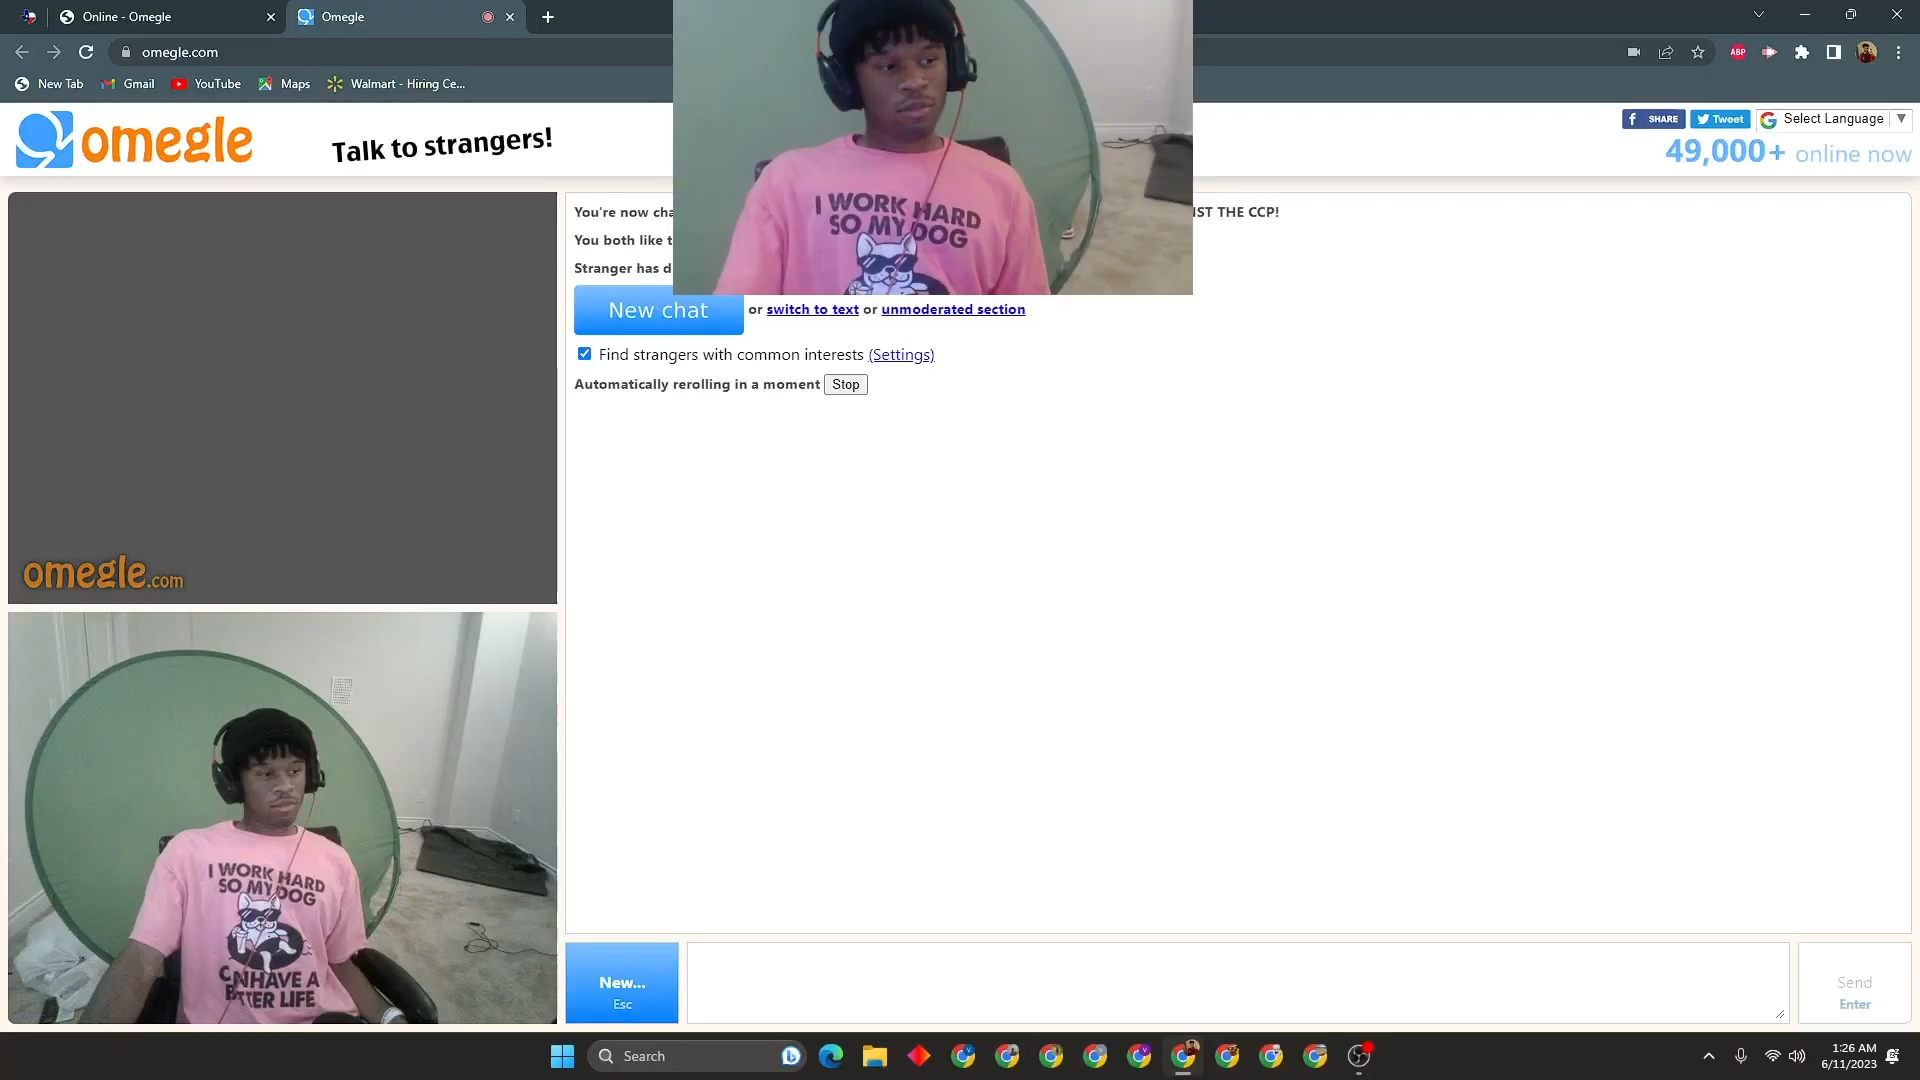 Online - Omegle
Omegle
omegle.com
New Tab
Gmail
YouTube
Maps
Walmart - Hiring Ce...
ABP
omegle
Talk to strangers!
SHARE
Tweet
Select Language
49,000+ online now
You're now cha
IST THE CCP!
You both like t
Stranger has d
New chat or switch to text or unmoderated section
Find strangers with common interests (Settings)
Automatically rerolling in a moment Stop
I WORK HARD
SO MY DOG
omegle.com
I WORK HARD
SO MY DOG
C NHAVE A
B TTER LIFE
New...
Esc
Send
Enter
Search
1:26 AM
6/11/2023